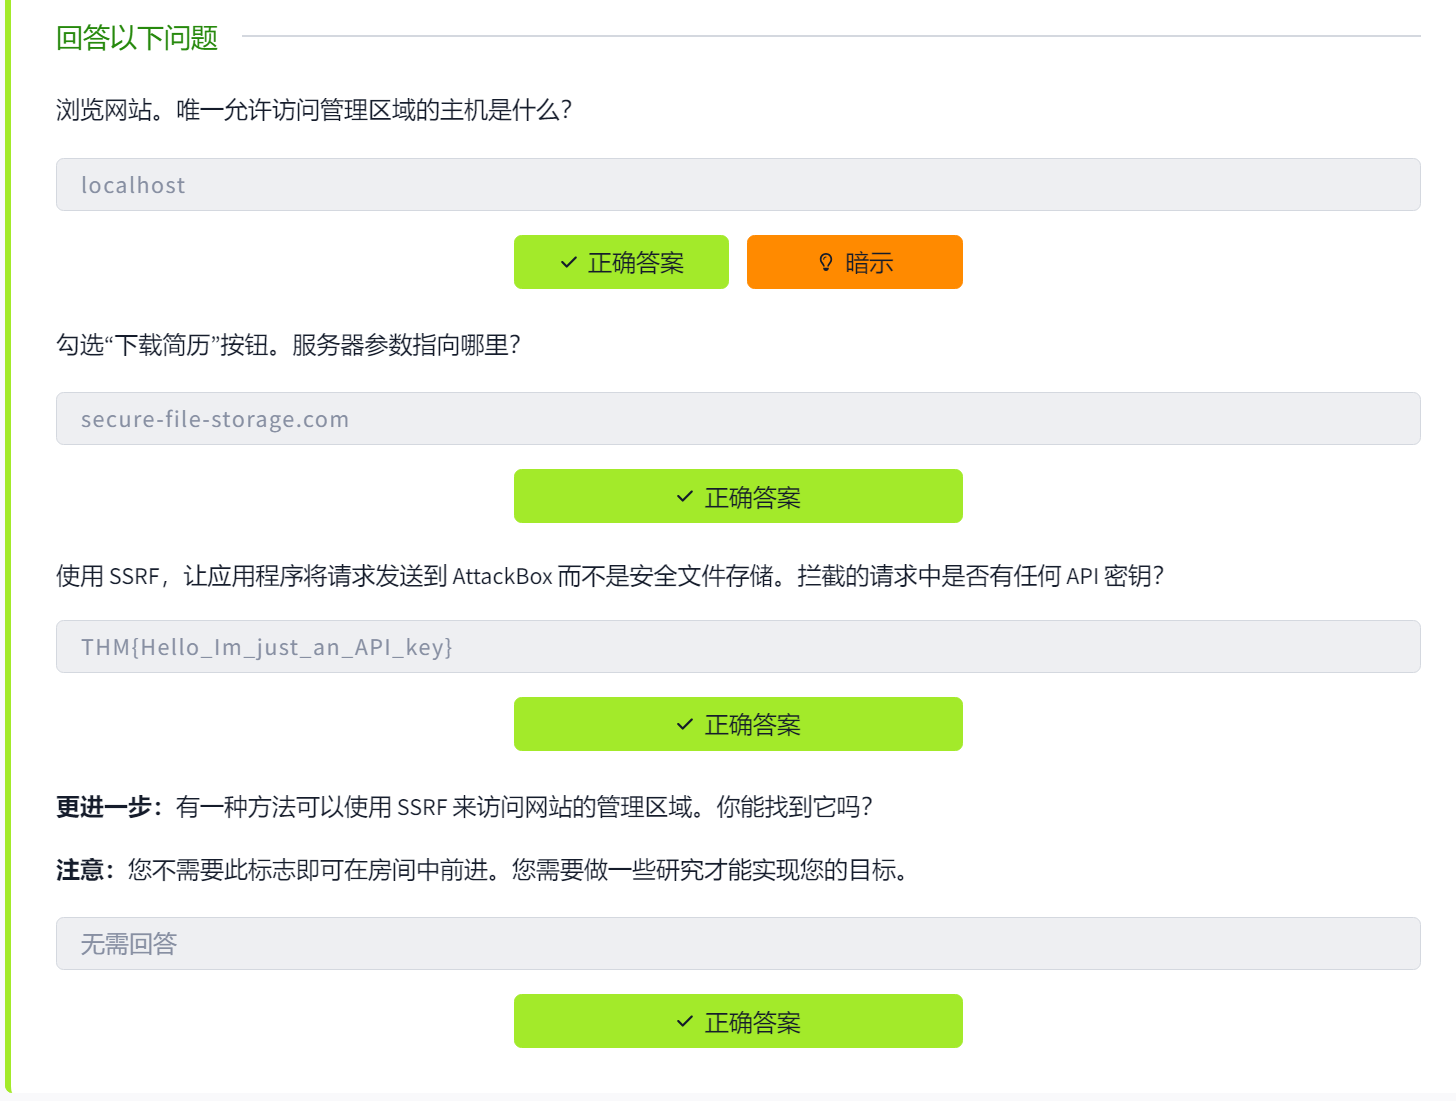 回答以下问题
浏览网站。唯一允许访问管理区域的主机是什么？
localhost
正确答案
暗示
勾选“下载简历”按钮。服务器参数指向哪里？
secure-file-storage.com
正确答案
使用 SSRF，让应用程序将请求发送到 AttackBox 而不是安全文件存储。拦截的请求中是否有任何 API 密钥？
THM{Hello_Im_just_an_API_key}
正确答案
更进一步：有一种方法可以使用 SSRF 来访问网站的管理区域。你能找到它吗？
注意：您不需要此标志即可在房间中前进。您需要做一些研究才能实现您的目标。
无需回答
正确答案